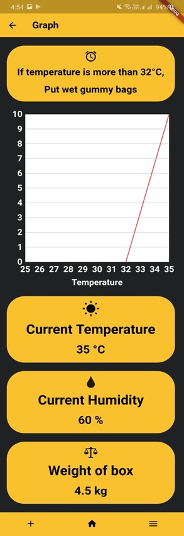 4:54
94%
Graph
If temperature is more than 32°C,
Put wet gummy bags
10
9
8
7
6
5
4
3
2
1
0
25 26 27 28 29 30 31 32 33 34 35
Temperature
Current Temperature
35 °C
Current Humidity
60 %
Weight of box
4.5 kg